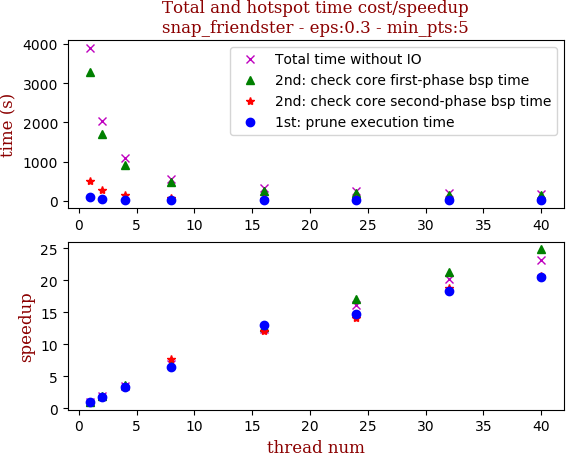 Total and hotspot time cost/speedup
snap_friendster - eps:0.3 - min_pts:5
time (s)
4000
3000
2000
1000
0
Total time without IO
2nd: check core first-phase bsp time
2nd: check core second-phase bsp time
1st: prune execution time
0 5 10 15 20 25 30 35 40
speedup
25
20
15
10
5
0
0 5 10 15 20 25 30 35 40
thread num